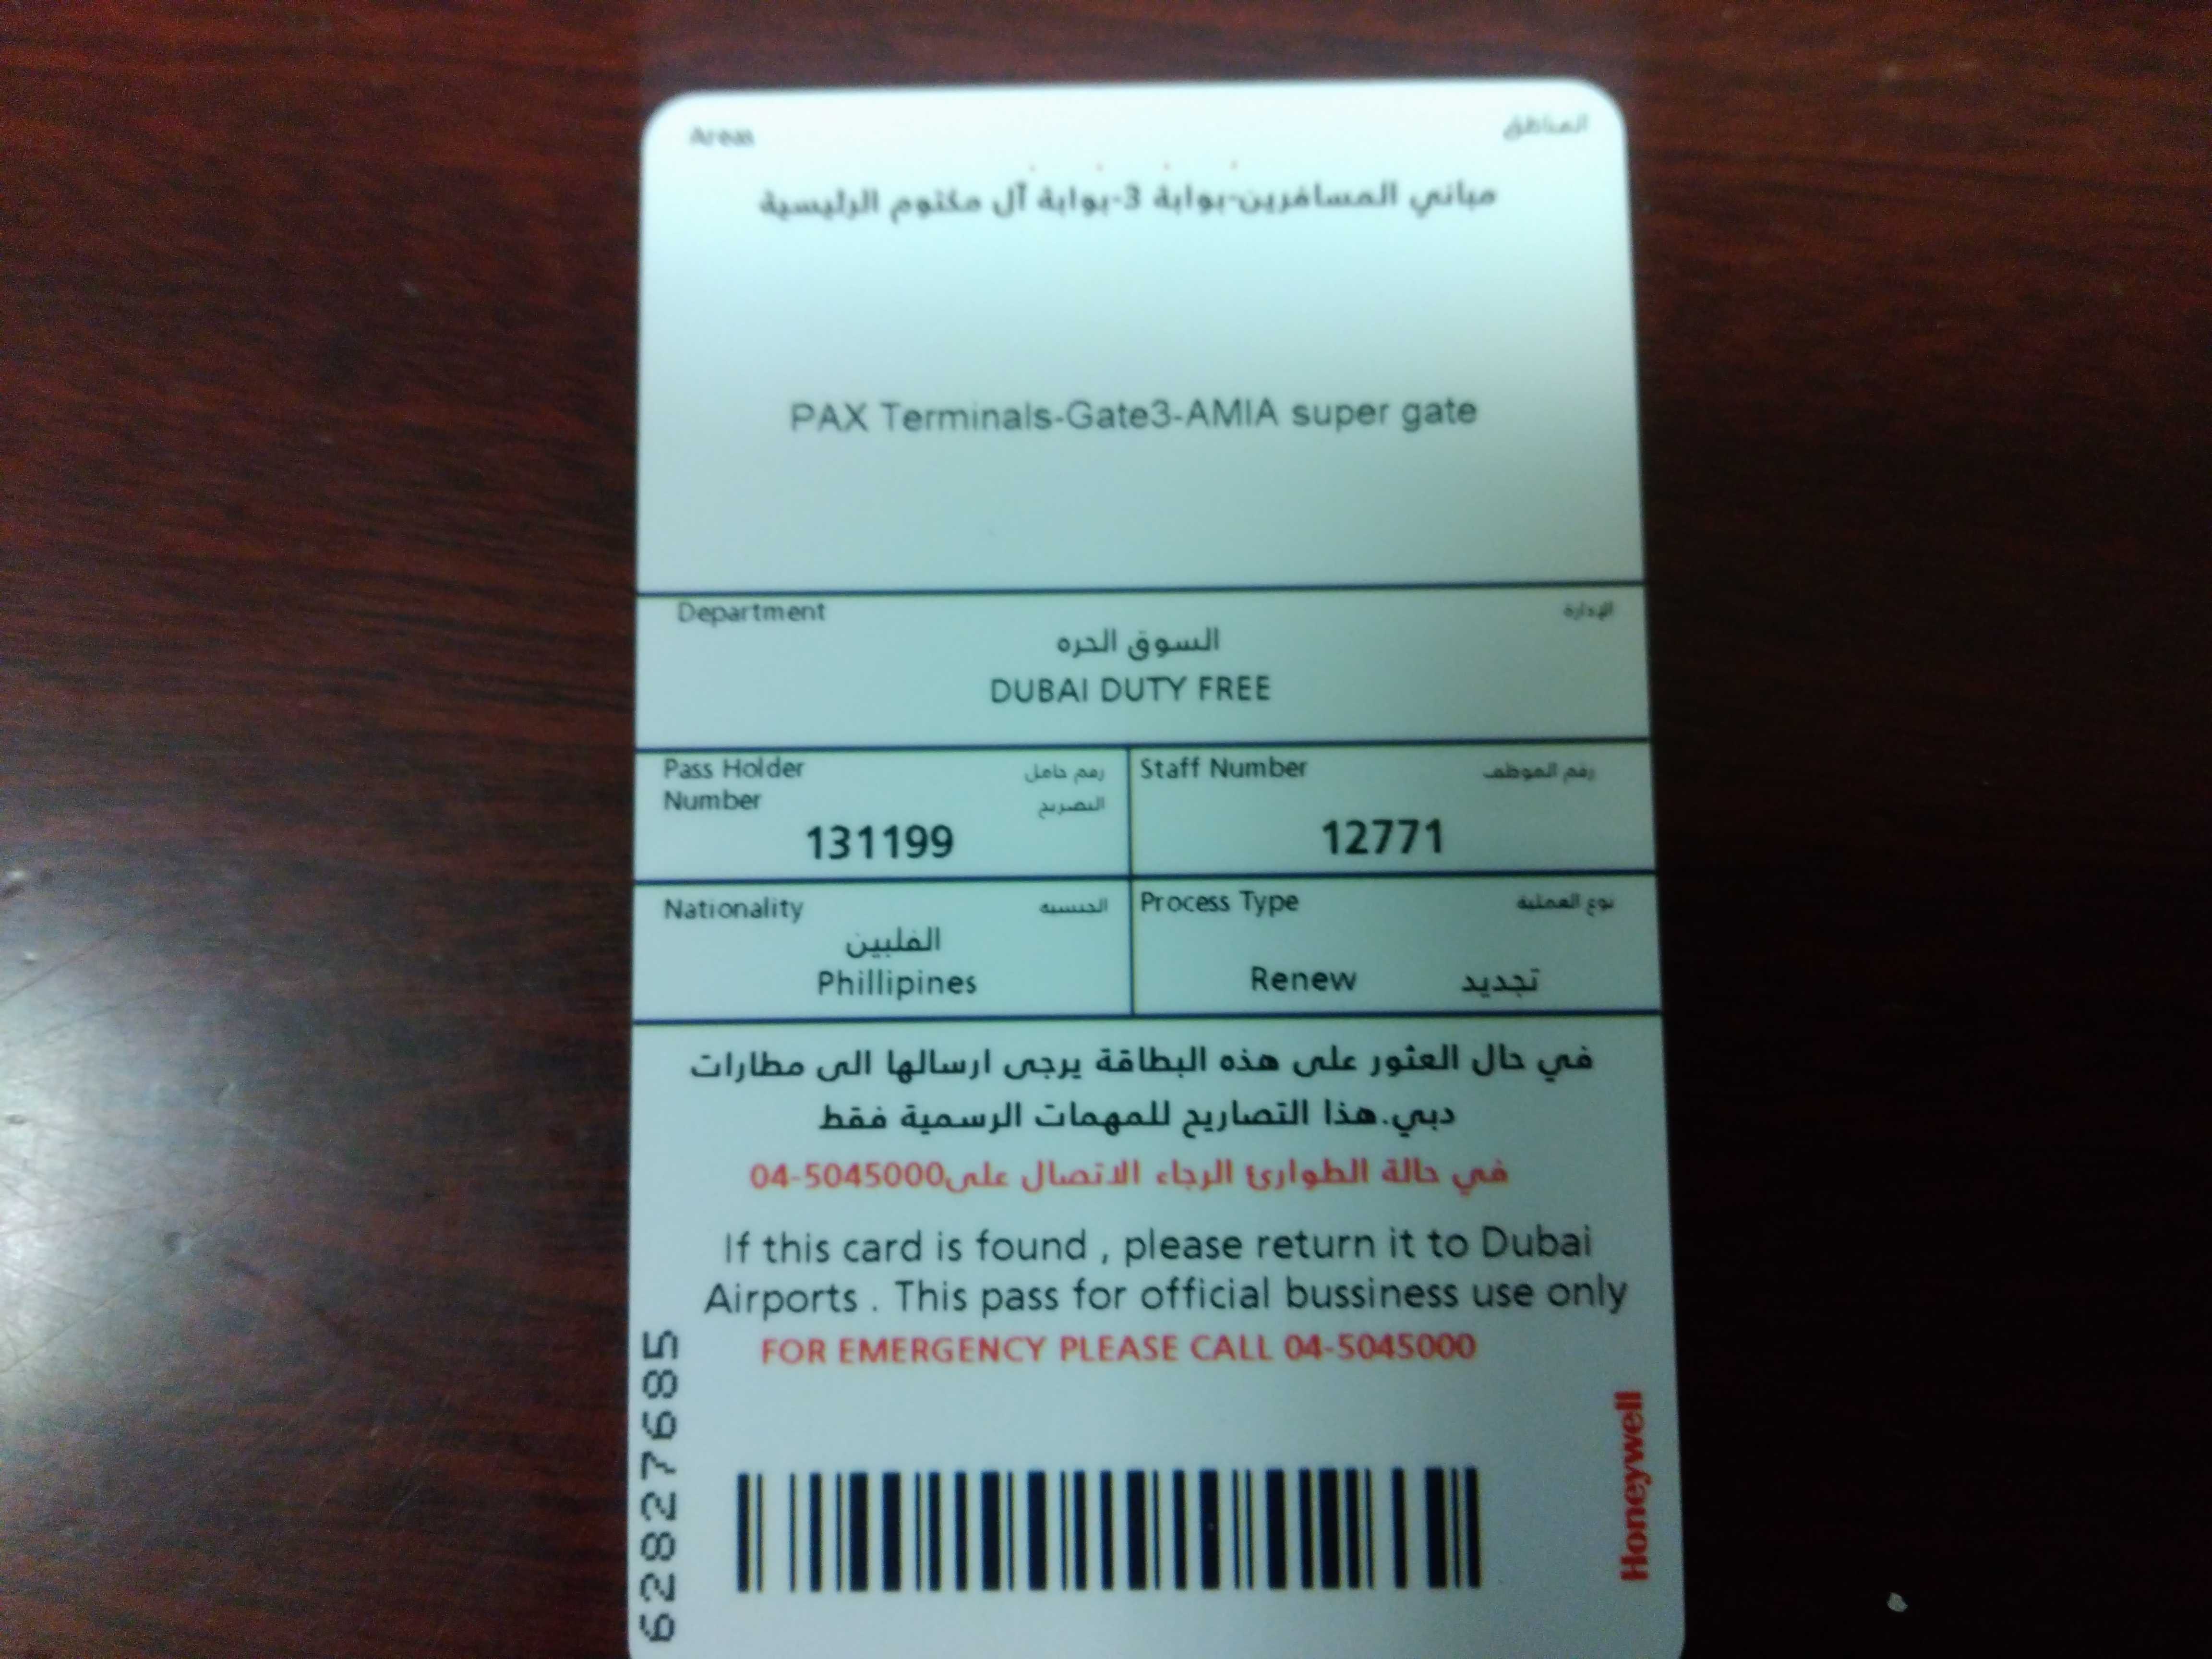 Areas المناطق
مباني المسافرين-بوابة 3-بوابة آل مكتوم الرئيسية
PAX Terminals-Gate3-AMIA super gate
Department الإدارة
السوق الحره
DUBAI DUTY FREE
Pass Holder رقم حامل
Number التصريح
131199
Staff Number رقم الموظف
12771
Nationality الجنسية
الفلبين
Phillipines
Process Type نوع العملية
Renew تجديد
في حال العثور على هذه البطاقة يرجى ارسالها الى مطارات
دبي.هذا التصاريح للمهمات الرسمية فقط
في حالة الطوارئ الرجاء الاتصال على04-5045000
If this card is found , please return it to Dubai
Airports . This pass for official bussiness use only
FOR EMERGENCY PLEASE CALL 04-5045000
62827685
Honeywell